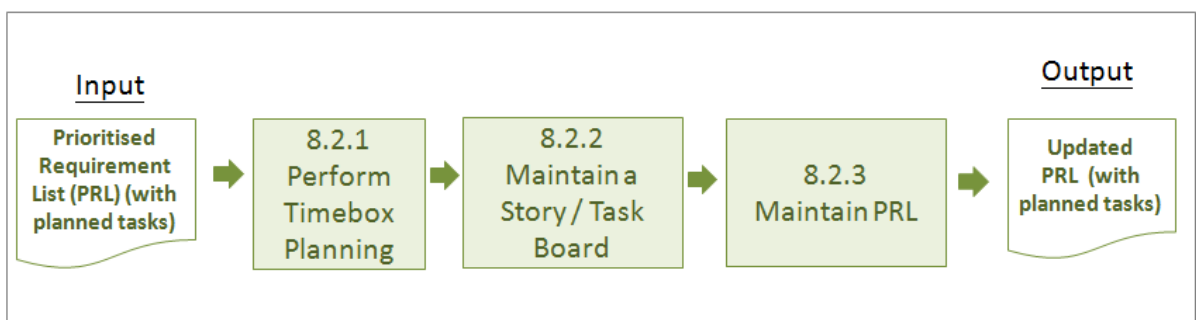 Input
Prioritised
Requirement
List (PRL) (with
planned tasks)
8.2.1
Perform
Timebox
Planning
8.2.2
Maintain a
Story / Task
Board
8.2.3
Maintain PRL
Output
Updated
PRL (with
planned tasks)